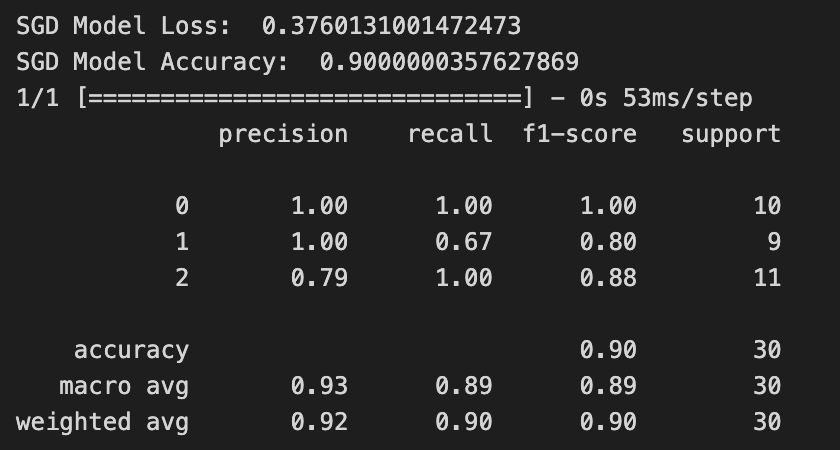 SGD Model Loss:  0.3760131001472473
SGD Model Accuracy:  0.9000000357627869
1/1 [==============================] - 0s 53ms/step
              precision    recall  f1-score   support

           0       1.00      1.00      1.00        10
           1       1.00      0.67      0.80         9
           2       0.79      1.00      0.88        11

    accuracy                           0.90        30
   macro avg       0.93      0.89      0.89        30
weighted avg       0.92      0.90      0.90        30